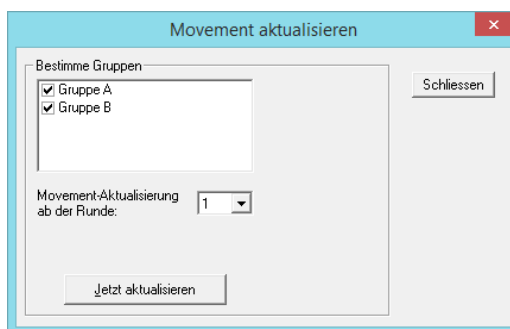 Movement aktualisieren
Bestimme Gruppen
Gruppe A
Gruppe B
Schliessen
Movement-Aktualisierung
ab der Runde:
1
Jetzt aktualisieren